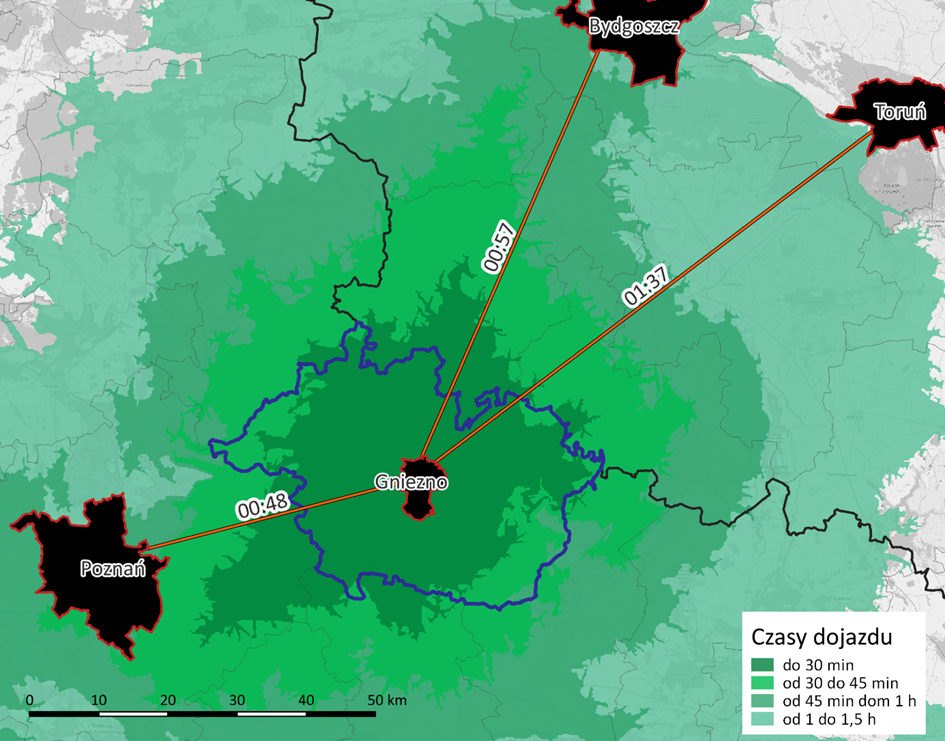 Bydgoszcz
Toruń
00:57
01:37
Gniezno
00:48
Poznań
Czasy dojazdu
do 30 min
od 30 do 45 min
od 45 min dom 1 h
od 1 do 1,5 h
0 10 20 30 40 50 km